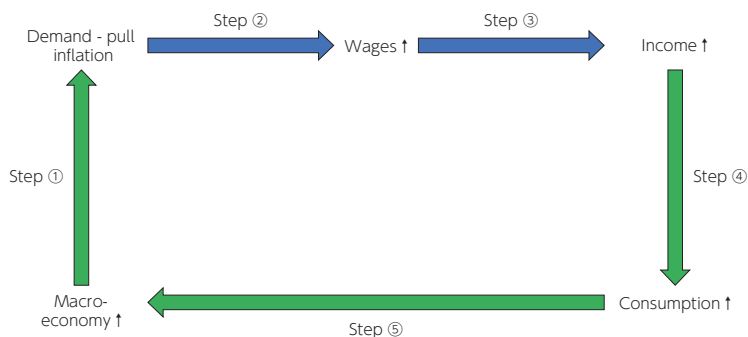 Step ②
Step ③
Demand - pull
inflation
Wages ↑
Income ↑
Step ①
Step ④
Macro-
economy ↑
Consumption ↑
Step ⑤